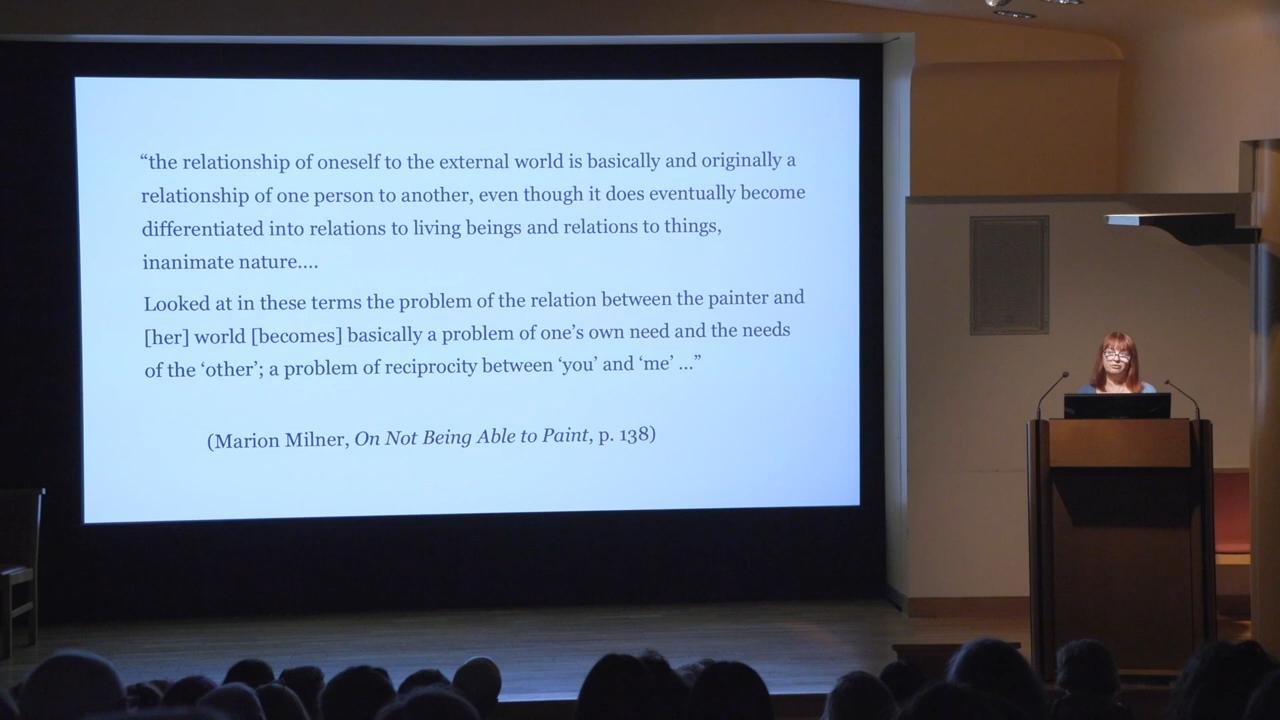 “the relationship of oneself to the external world is basically and originally a
relationship of one person to another, even though it does eventually become
differentiated into relations to living beings and relations to things,
inanimate nature....
Looked at in these terms the problem of the relation between the painter and
[her] world [becomes] basically a problem of one’s own need and the needs
of the ‘other’; a problem of reciprocity between ‘you’ and ‘me’ ...”
(Marion Milner, On Not Being Able to Paint, p. 138)